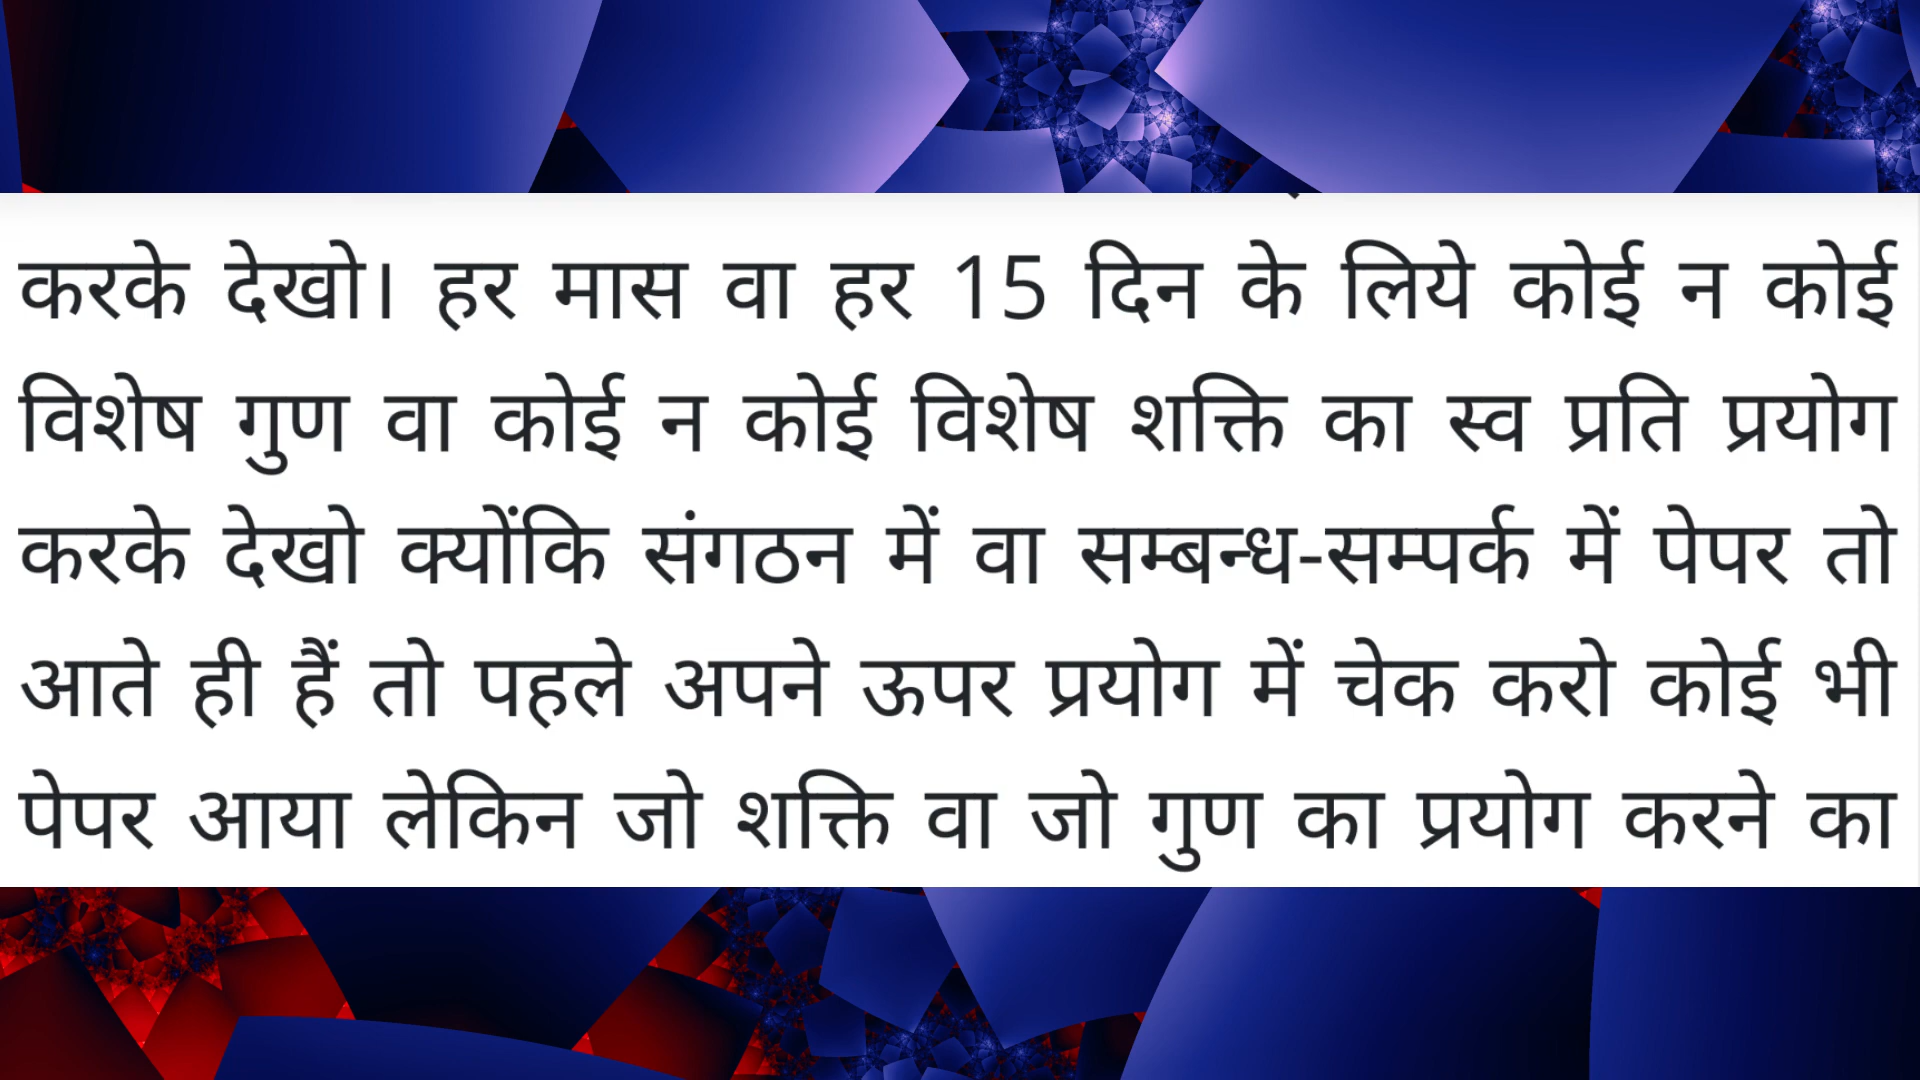 करके देखो। हर मास वा हर 15 दिन के लिये कोई न कोई
विशेष गुण वा कोई न कोई विशेष शक्ति का स्व प्रति प्रयोग
करके देखो क्योंकि संगठन में वा सम्बन्ध-सम्पर्क में पेपर तो
आते ही हैं तो पहले अपने ऊपर प्रयोग में चेक करो कोई भी
पेपर आया लेकिन जो शक्ति वा जो गुण का प्रयोग करने का